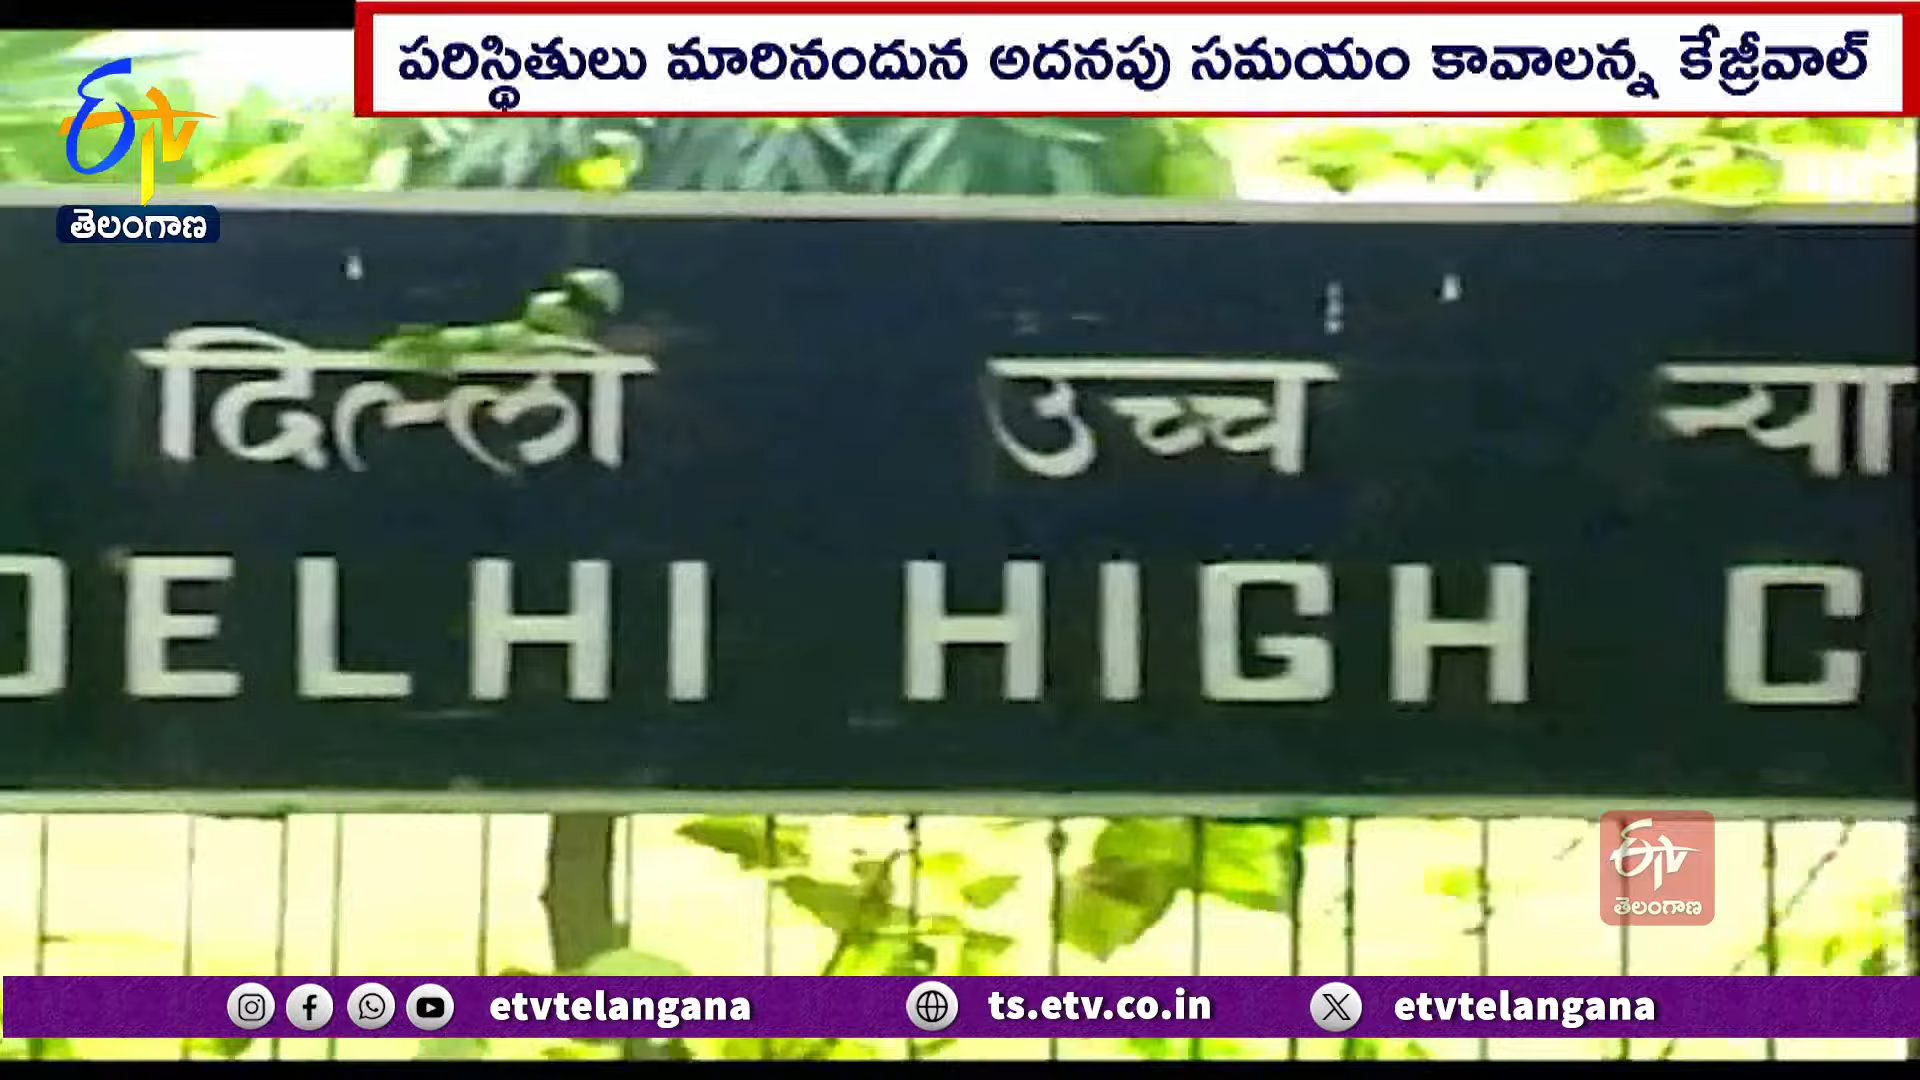 పరిస్థితులు మారినందున అదనపు సమయం కావాలన్న కేజ్రీవాల్
ETV
తెలంగాణ
दिल्ली उच्च न्या
DELHI HIGH C
ETV
తెలంగాణ
etvtelangana ts.etv.co.in etvtelangana